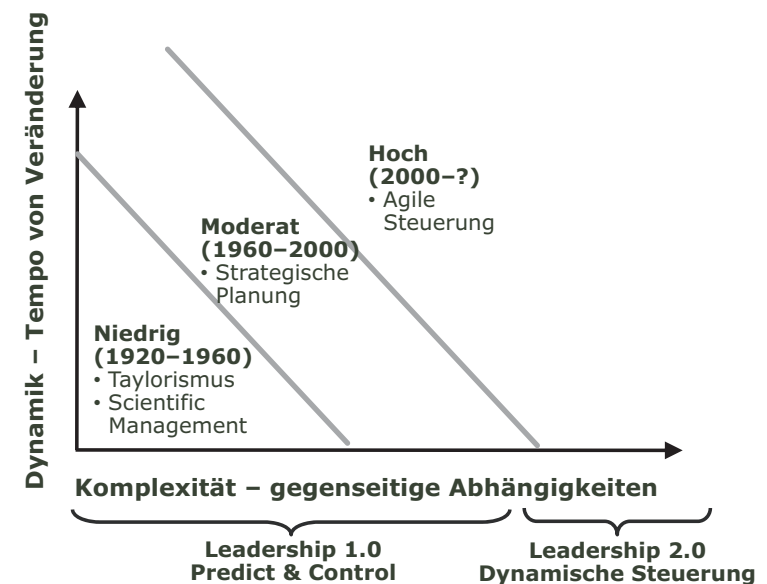 Dynamik – Tempo von Veränderung
Hoch
(2000–?)
• Agile
Steuerung
Moderat
(1960–2000)
• Strategische
Planung
Niedrig
(1920–1960)
• Taylorismus
• Scientific
Management
Komplexität – gegenseitige Abhängigkeiten
Leadership 1.0
Predict & Control
Leadership 2.0
Dynamische Steuerung